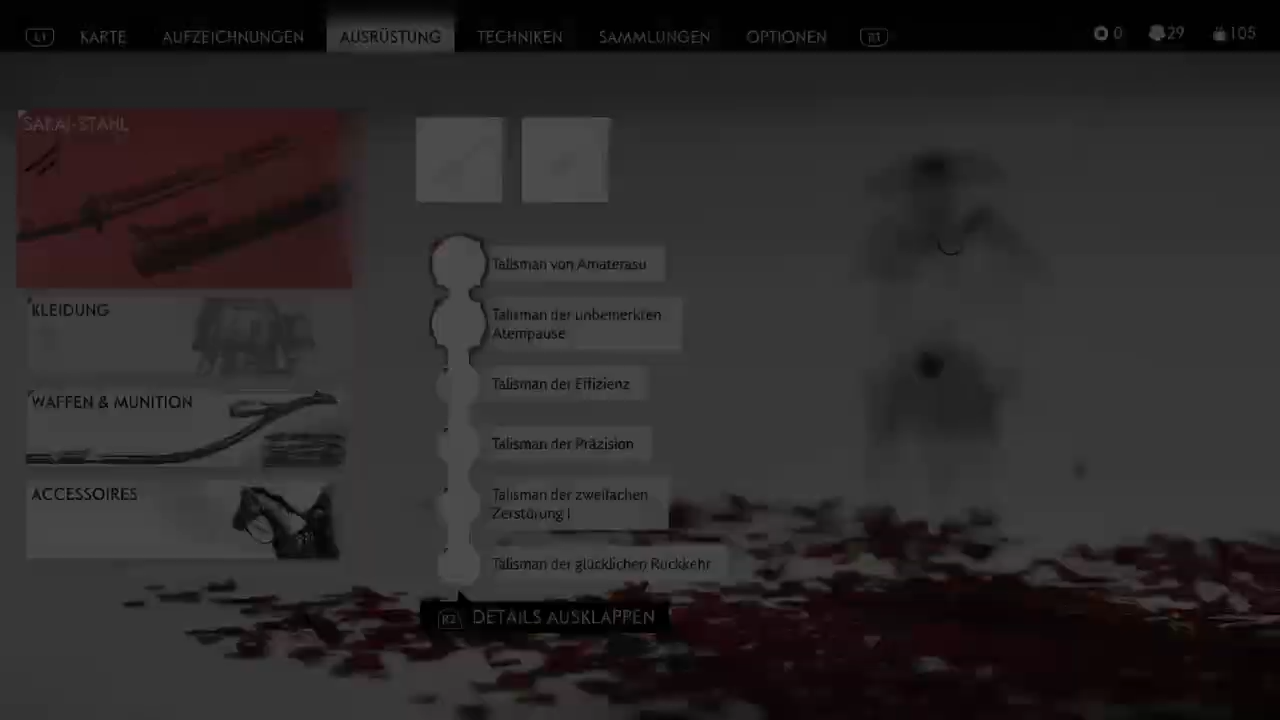 L1 KARTE AUFZEICHNUNGEN AUSRÜSTUNG TECHNIKEN SAMMLUNGEN OPTIONEN R1 0 29 105
SAKAI-STAHL
KLEIDUNG
WAFFEN & MUNITION
ACCESSOIRES
Talisman von Amaterasu
Talisman der unbemerkten
Atempause
Talisman der Effizienz
Talisman der Präzision
Talisman der zweifachen
Zerstörung I
Talisman der glücklichen Rückkehr
R2 DETAILS AUSKLAPPEN